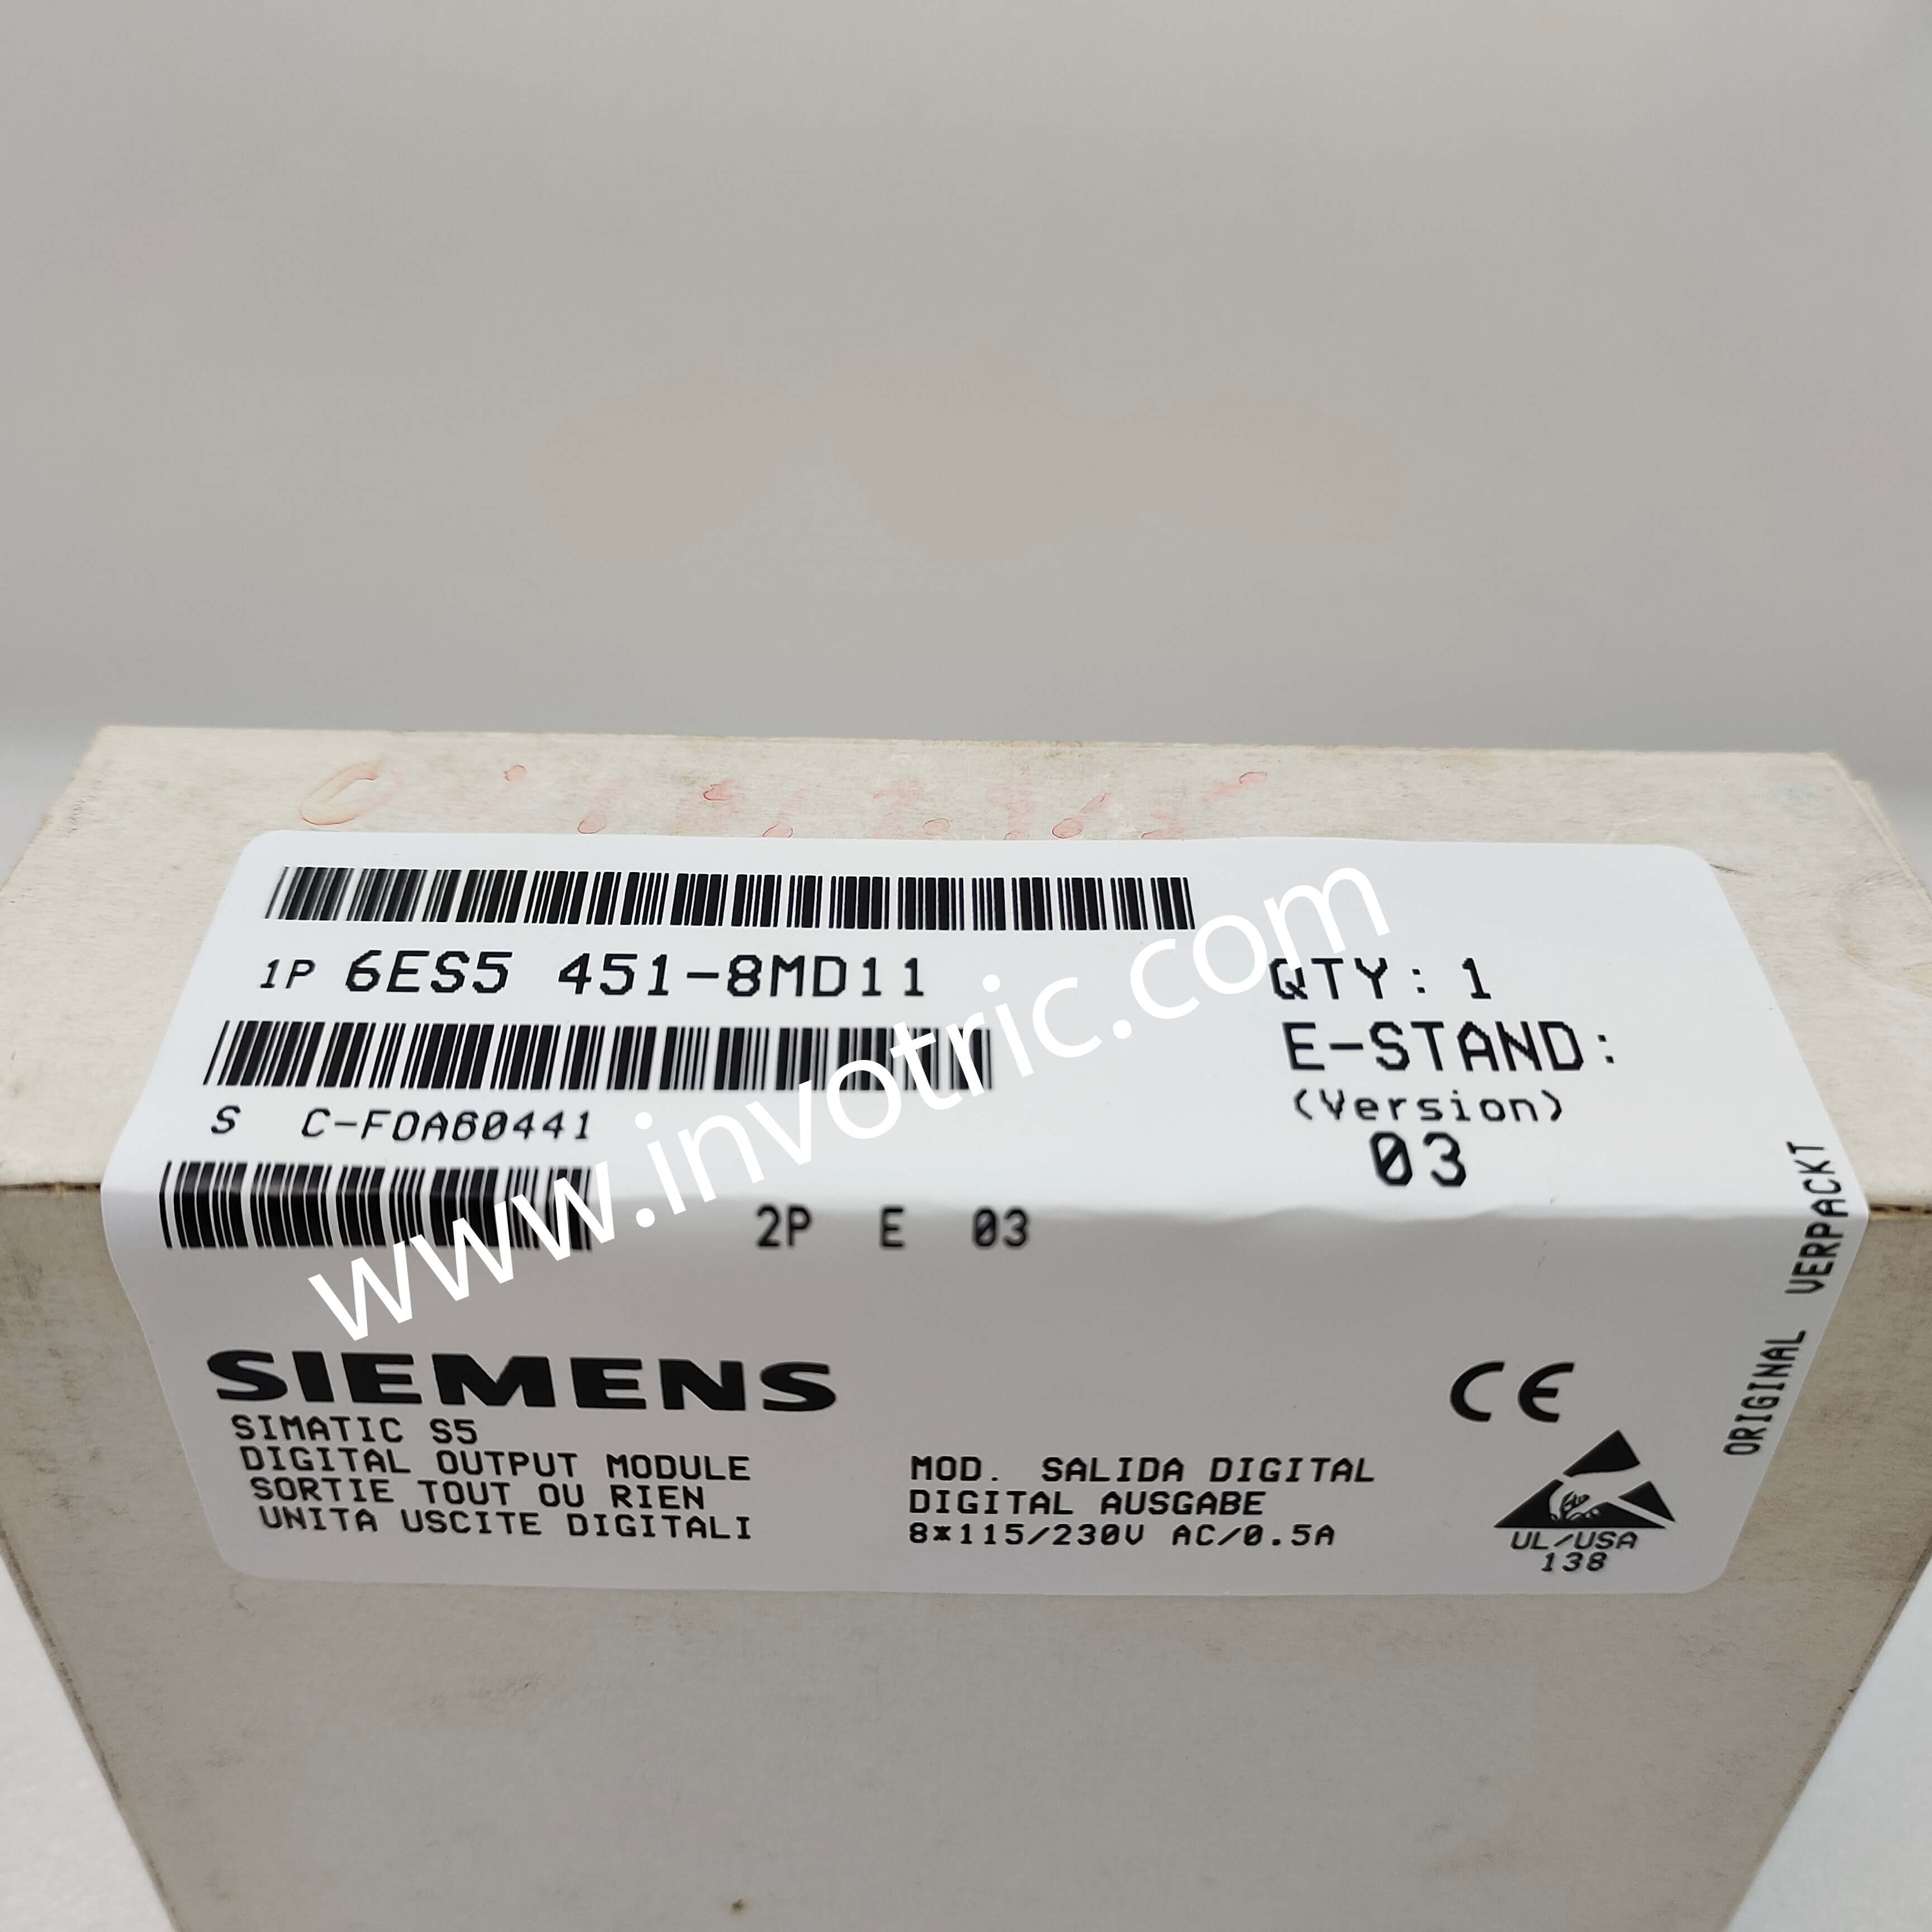 1P 6ES5 451-8MD11
QTY: 1
E-STAND:
(Version)
03
S C-FOA60441
2P E 03
www.invotric.com
SIEMENS
SIMATIC S5
DIGITAL OUTPUT MODULE
SORTIE TOUT OU RIEN
UNITA USCITE DIGITALI
MOD. SALIDA DIGITAL
DIGITAL AUSGABE
8*115/230V AC/0.5A
CE
UL/USA
138
ORIGINAL VERPACKT